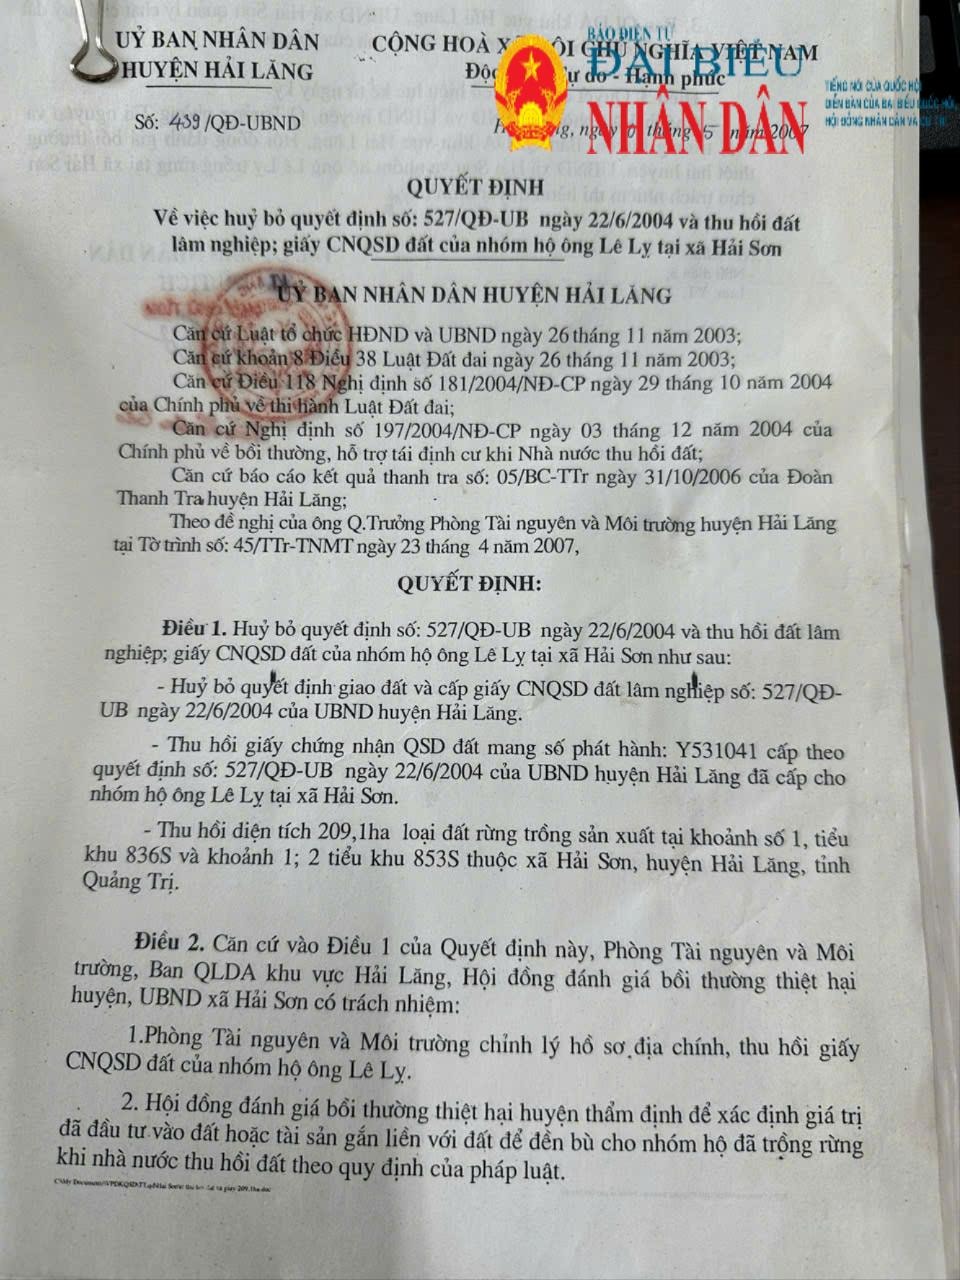 UỶ BAN NHÂN DÂN
HUYỆN HẢI LĂNG
CỘNG HOÀ X ỘI CHỦ NGHĨA VIỆT NAM
Độc Tự do - Hạnh phúc
BÁO ĐIỆN TỬ
ĐẠI BIỂU
NHÂN DÂN
TIẾNG NÓI CỦA QUỐC HỘI
DIỄN ĐÀN CỦA ĐẠI BIỂU QUỐC HỘI,
HỘI ĐỒNG NHÂN DÂN VÀ CỬ TRI
Số: 439/QĐ-UBND
ng, ngày tháng 5 năm 2007
QUYẾT ĐỊNH
Về việc huỷ bỏ quyết định số: 527/QĐ-UB ngày 22/6/2004 và thu hồi đất
lâm nghiệp; giấy CNQSD đất của nhóm hộ ông Lê Lỵ tại xã Hải Sơn
UỶ BAN NHÂN DÂN HUYỆN HẢI LĂNG
Căn cứ Luật tổ chức HĐND và UBND ngày 26 tháng 11 năm 2003;
Căn cứ khoản 8 Điều 38 Luật Đất đai ngày 26 tháng 11 năm 2003;
Căn cứ Điều 118 Nghị định số 181/2004/NĐ-CP ngày 29 tháng 10 năm 2004
của Chính phủ về thi hành Luật Đất đai;
Căn cứ Nghị định số 197/2004/NĐ-CP ngày 03 tháng 12 năm 2004 của
Chính phủ về bồi thường, hỗ trợ tái định cư khi Nhà nước thu hồi đất;
Căn cứ báo cáo kết quả thanh tra số: 05/BC-TTr ngày 31/10/2006 của Đoàn
Thanh Tra huyện Hải Lăng;
Theo đề nghị của ông Q.Trưởng Phòng Tài nguyên và Môi trường huyện Hải Lăng
tại Tờ trình số: 45/TTr-TNMT ngày 23 tháng 4 năm 2007,
QUYẾT ĐỊNH:
Điều 1. Huỷ bỏ quyết định số: 527/QĐ-UB ngày 22/6/2004 và thu hồi đất lâm
nghiệp; giấy CNQSD đất của nhóm hộ ông Lê Lỵ tại xã Hải Sơn như sau:
- Huỷ bỏ quyết định giao đất và cấp giấy CNQSD đất lâm nghiệp số: 527/QĐ-
UB ngày 22/6/2004 của UBND huyện Hải Lăng.
- Thu hồi giấy chứng nhận QSD đất mang số phát hành: Y531041 cấp theo
quyết định số: 527/QĐ-UB ngày 22/6/2004 của UBND huyện Hải Lăng đã cấp cho
nhóm hộ ông Lê Lỵ tại xã Hải Sơn.
- Thu hồi diện tích 209,1ha loại đất rừng trồng sản xuất tại khoảnh số 1, tiểu
khu 836S và khoảnh 1; 2 tiểu khu 853S thuộc xã Hải Sơn, huyện Hải Lăng, tỉnh
Quảng Trị.
Điều 2. Căn cứ vào Điều 1 của Quyết định này, Phòng Tài nguyên và Môi
trường, Ban QLDA khu vực Hải Lăng, Hội đồng đánh giá bồi thường thiệt hại
huyện, UBND xã Hải Sơn có trách nhiệm:
1.Phòng Tài nguyên và Môi trường chỉnh lý hồ sơ địa chính, thu hồi giấy
CNQSD đất của nhóm hộ ông Lê Lỵ.
2. Hội đồng đánh giá bồi thường thiệt hại huyện thẩm định để xác định giá trị
đã đầu tư vào đất hoặc tài sản gắn liền với đất để đền bù cho nhóm hộ đã trồng rừng
khi nhà nước thu hồi đất theo quy định của pháp luật.